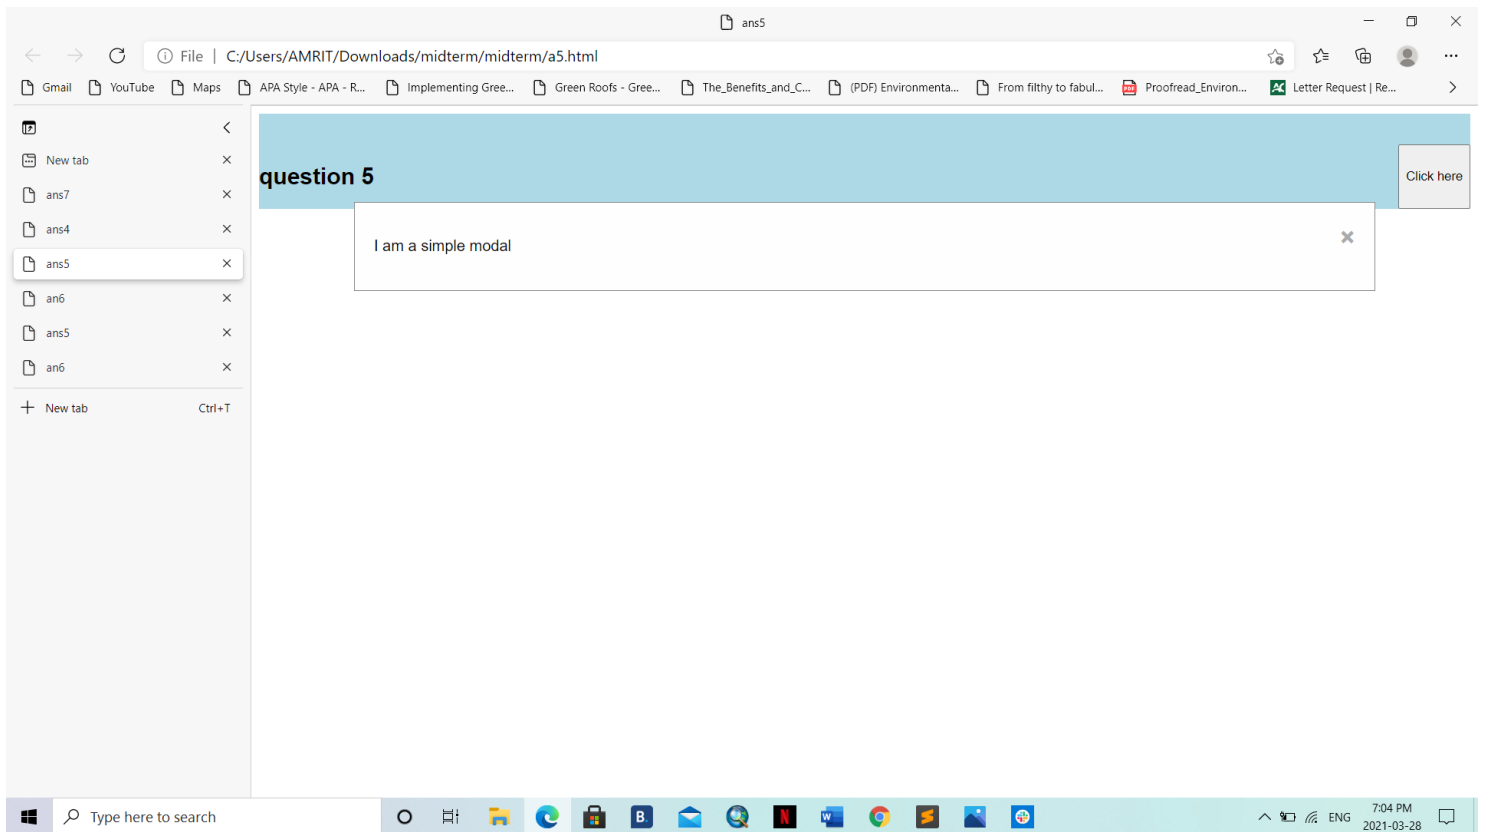 ans5
File | C:/Users/AMRIT/Downloads/midterm/midterm/a5.html
Gmail YouTube Maps APA Style - APA - R... Implementing Gree... Green Roofs - Gree... The_Benefits_and_C... (PDF) Environmenta... From filthy to fabul... Proofread_Environ... Letter Request | Re...
New tab
ans7
ans4
ans5
an6
ans5
an6
New tab Ctrl+T
question 5
Click here
I am a simple modal
Type here to search
ENG
7:04 PM
2021-03-28